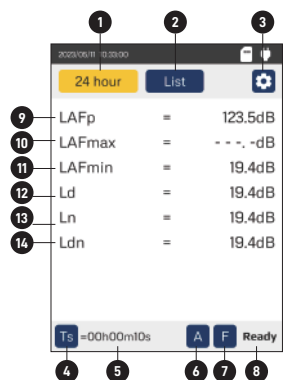 1 2 3
2023/06/11 10:33:00
24 hour List
9 LAFp = 123.5dB
10 LAFmax = - - -. -dB
11 LAFmin = 19.4dB
12 Ld = 19.4dB
13 Ln = 19.4dB
14 Ldn = 19.4dB
Ts =00h00m10s A F Ready
4 5 6 7 8